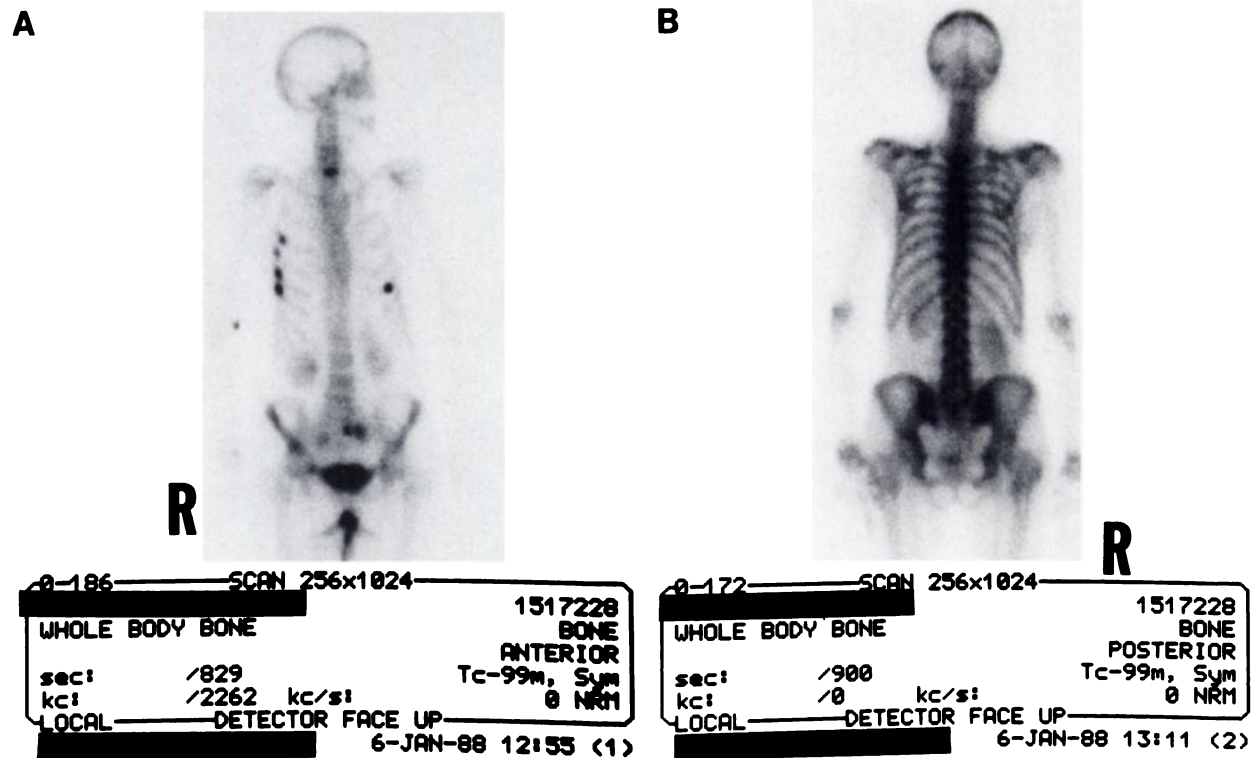 A
R
0-186 SCAN 256x1024
1517228
WHOLE BODY BONE BONE
ANTERIOR
sec: /829 Tc-99m, Sym
kc: /2262 kc/s: 0 NRM
LOCAL DETECTOR FACE UP
6-JAN-88 12:55 (1)
B
R
0-172 SCAN 256x1024
1517228
WHOLE BODY BONE BONE
POSTERIOR
sec: /900 Tc-99m, Sym
kc: /0 kc/s: 0 NRM
LOCAL DETECTOR FACE UP
6-JAN-88 13:11 (2)